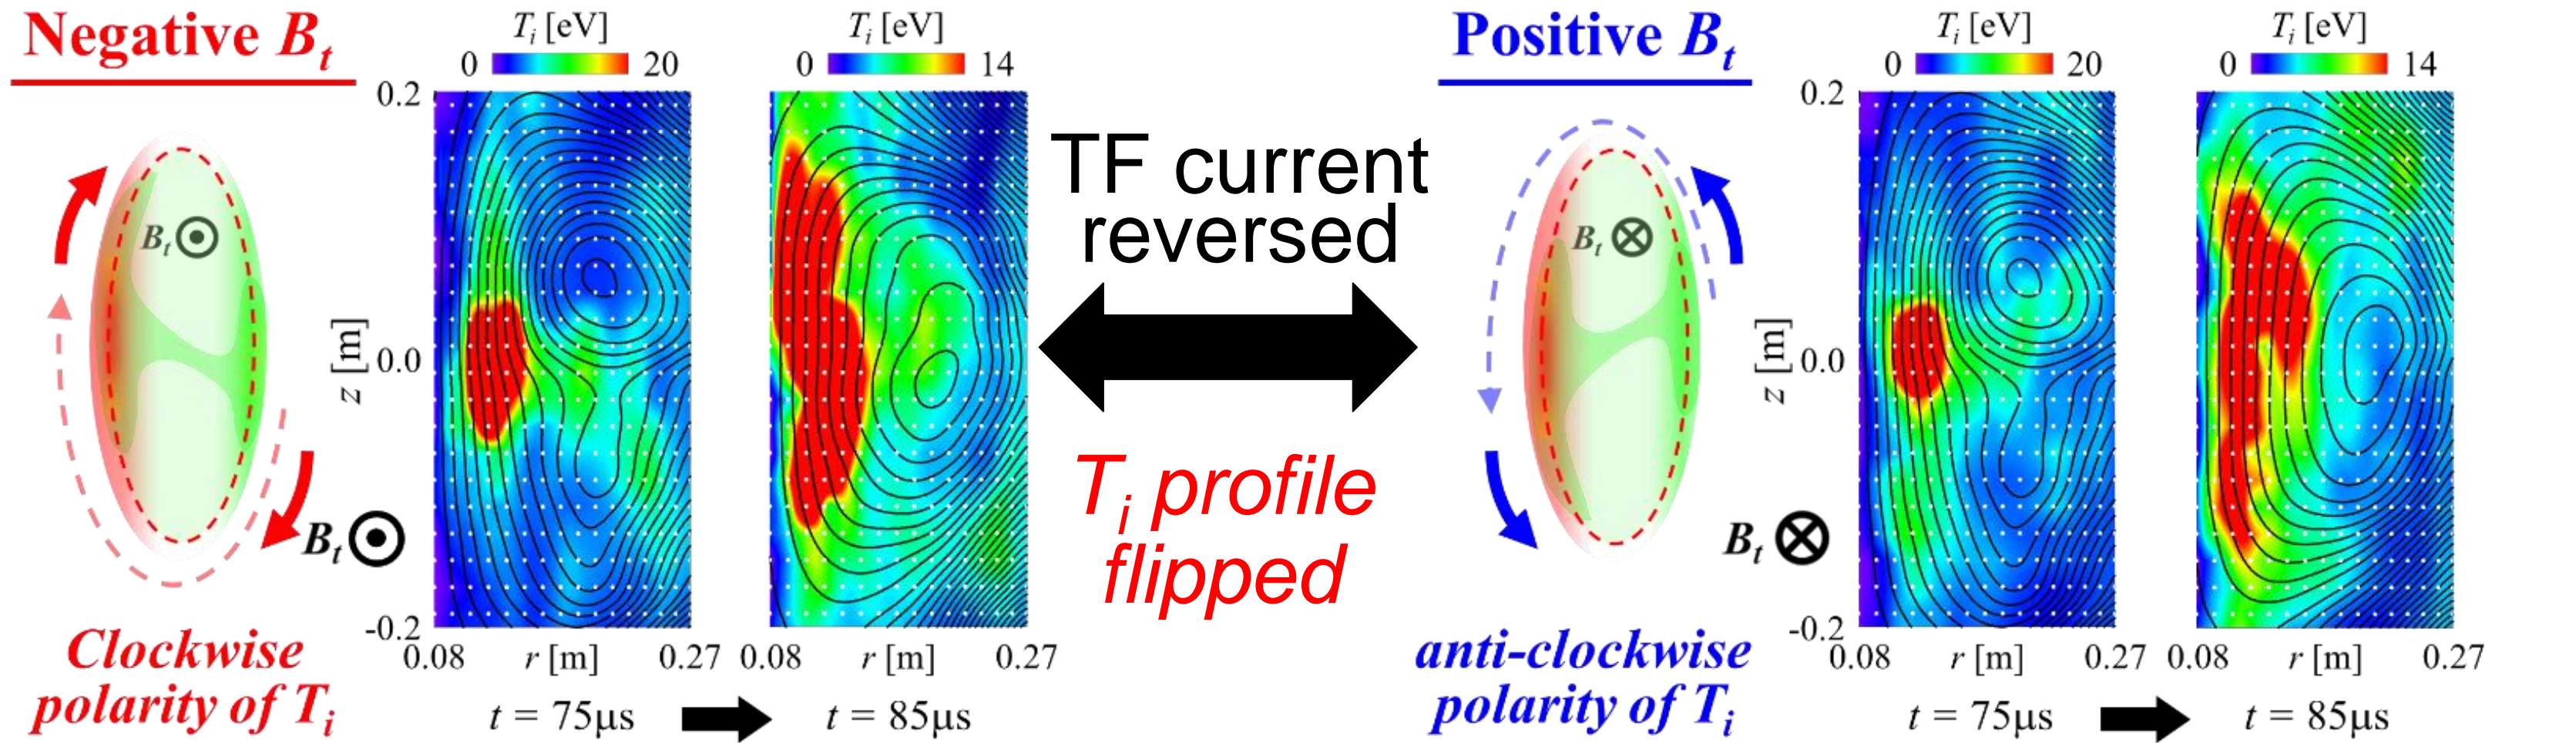 Negative Bt
Ti [eV]
0 20
Ti [eV]
0 14
0.2
Bt
z [m]
0.0
Bt
-0.2
0.08 r [m] 0.27
0.08 r [m] 0.27
Clockwise
polarity of Ti
t = 75μs
t = 85μs
TF current
reversed
Ti profile
flipped
Positive Bt
Ti [eV]
0 20
Ti [eV]
0 14
0.2
Bt
z [m]
0.0
Bt
-0.2
0.08 r [m] 0.27
0.08 r [m] 0.27
anti-clockwise
polarity of Ti
t = 75μs
t = 85μs